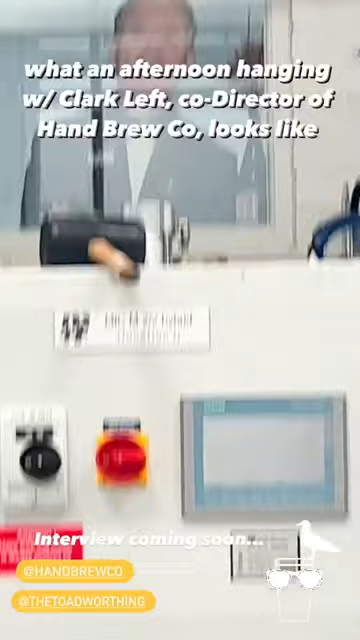 what an afternoon hanging
w/ Clark Left, co-Director of
Hand Brew Co, looks like
Interview coming soon...
@HANDBREWCO
@THETOADWORTHING